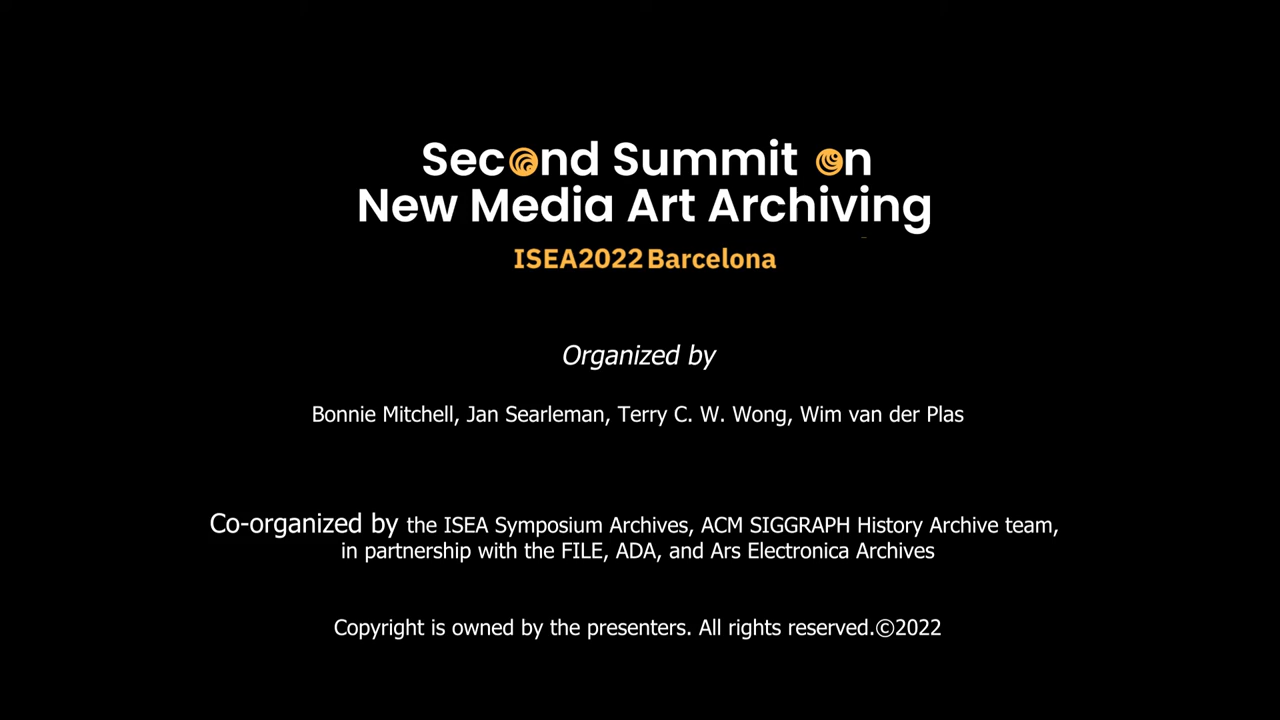 Second Summit on
New Media Art Archiving
ISEA2022 Barcelona
Organized by
Bonnie Mitchell, Jan Searleman, Terry C. W. Wong, Wim van der Plas
Co-organized by the ISEA Symposium Archives, ACM SIGGRAPH History Archive team,
in partnership with the FILE, ADA, and Ars Electronica Archives
Copyright is owned by the presenters. All rights reserved.©2022